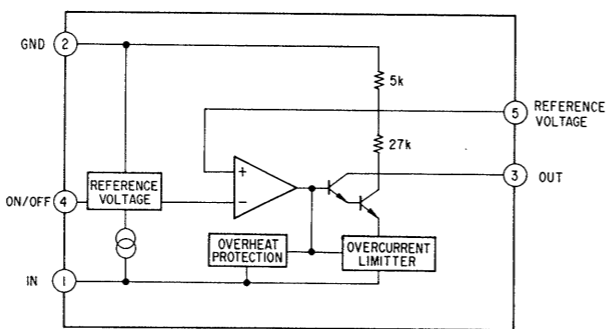 GND 2
5k
5 REFERENCE
VOLTAGE
27k
+
3 OUT
ON/OFF 4
REFERENCE
VOLTAGE
−
OVERHEAT
PROTECTION
OVERCURRENT
LIMITTER
IN 1